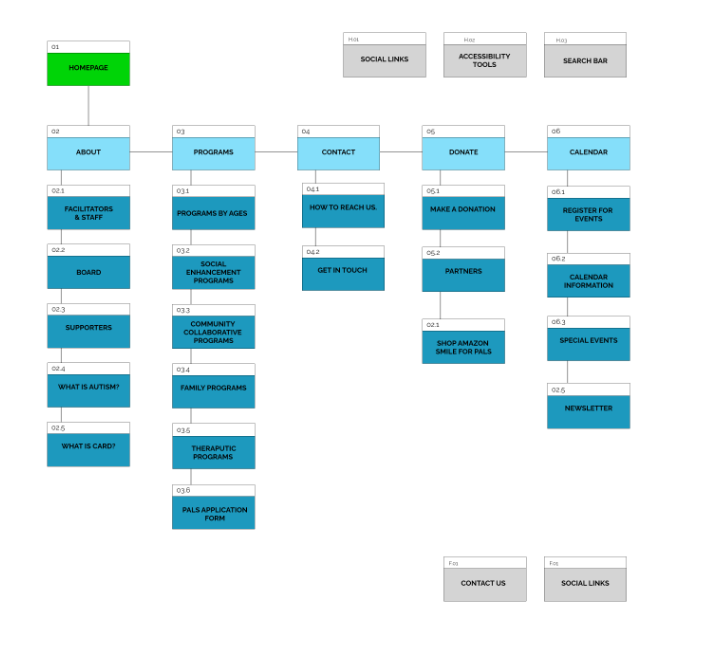 01
HOMEPAGE
H.01
SOCIAL LINKS
H.02
ACCESSIBILITY
TOOLS
H.03
SEARCH BAR
02
ABOUT
02.1
FACILITATORS
& STAFF
02.2
BOARD
02.3
SUPPORTERS
02.4
WHAT IS AUTISM?
02.5
WHAT IS CARD?
03
PROGRAMS
03.1
PROGRAMS BY AGES
03.2
SOCIAL
ENHANCEMENT
PROGRAMS
03.3
COMMUNITY
COLLABORATIVE
PROGRAMS
03.4
FAMILY PROGRAMS
03.5
THERAPUTIC
PROGRAMS
03.6
PALS APPLICATION
FORM
04
CONTACT
04.1
HOW TO REACH US.
04.2
GET IN TOUCH
05
DONATE
05.1
MAKE A DONATION
05.2
PARTNERS
02.1
SHOP AMAZON
SMILE FOR PALS
06
CALENDAR
06.1
REGISTER FOR
EVENTS
06.2
CALENDAR
INFORMATION
06.3
SPECIAL EVENTS
02.5
NEWSLETTER
CONTACT US
SOCIAL LINKS